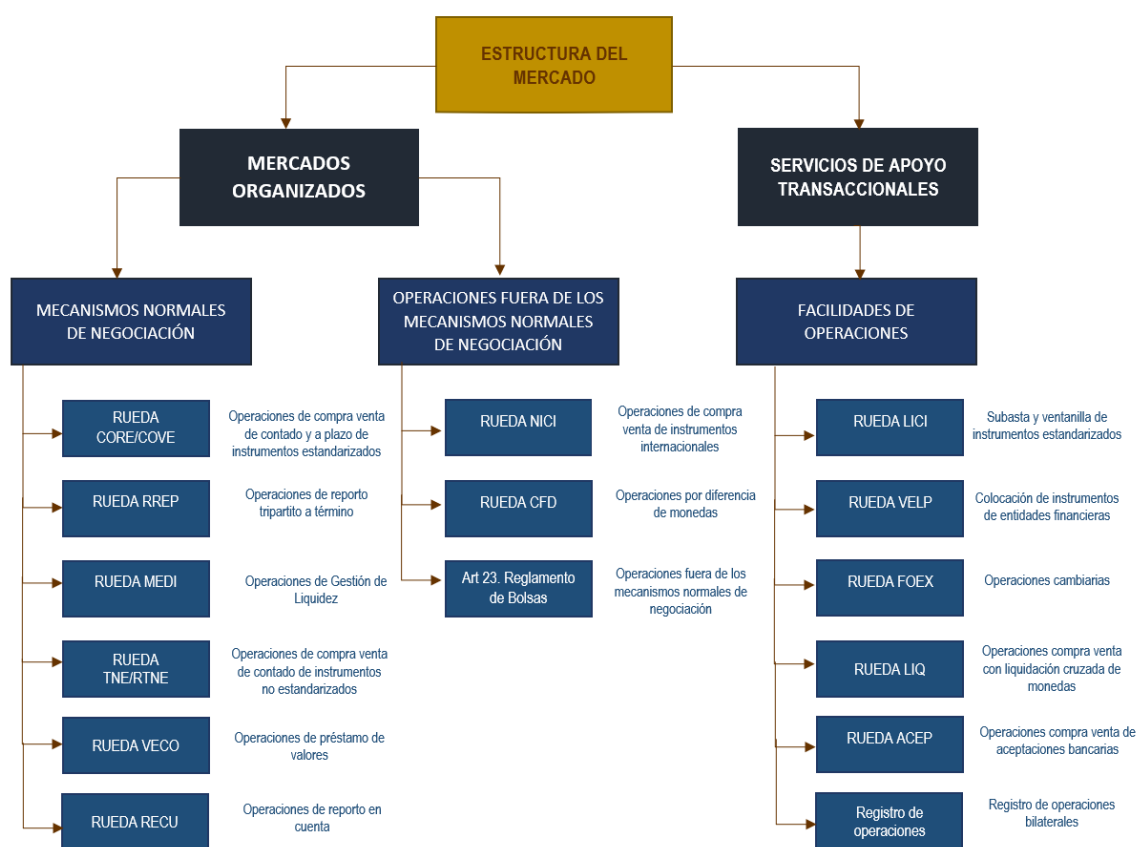 ESTRUCTURA DEL
MERCADO
MERCADOS
ORGANIZADOS
SERVICIOS DE APOYO
TRANSACCIONALES
MECANISMOS NORMALES
DE NEGOCIACIÓN
OPERACIONES FUERA DE LOS
MECANISMOS NORMALES
DE NEGOCIACIÓN
FACILIDADES DE
OPERACIONES
RUEDA
CORE/COVE
Operaciones de compra venta
de contado y a plazo de
instrumentos estandarizados
RUEDA RREP
Operaciones de reporto
tripartito a término
RUEDA MEDI
Operaciones de Gestión de
Liquidez
RUEDA
TNE/RTNE
Operaciones de compra venta
de contado de instrumentos
no estandarizados
RUEDA VECO
Operaciones de préstamo de
valores
RUEDA RECU
Operaciones de reporto en
cuenta
RUEDA NICI
Operaciones de compra
venta de instrumentos
internacionales
RUEDA CFD
Operaciones por diferencia
de monedas
Art 23. Reglamento
de Bolsas
Operaciones fuera de los
mecanismos normales de
negociación
RUEDA LICI
Subasta y ventanilla de
instrumentos estandarizados
RUEDA VELP
Colocación de instrumentos
de entidades financieras
RUEDA FOEX
Operaciones cambiarias
RUEDA LIQ
Operaciones compra venta
con liquidación cruzada de
monedas
RUEDA ACEP
Operaciones compra venta de
aceptaciones bancarias
Registro de
operaciones
Registro de operaciones
bilaterales